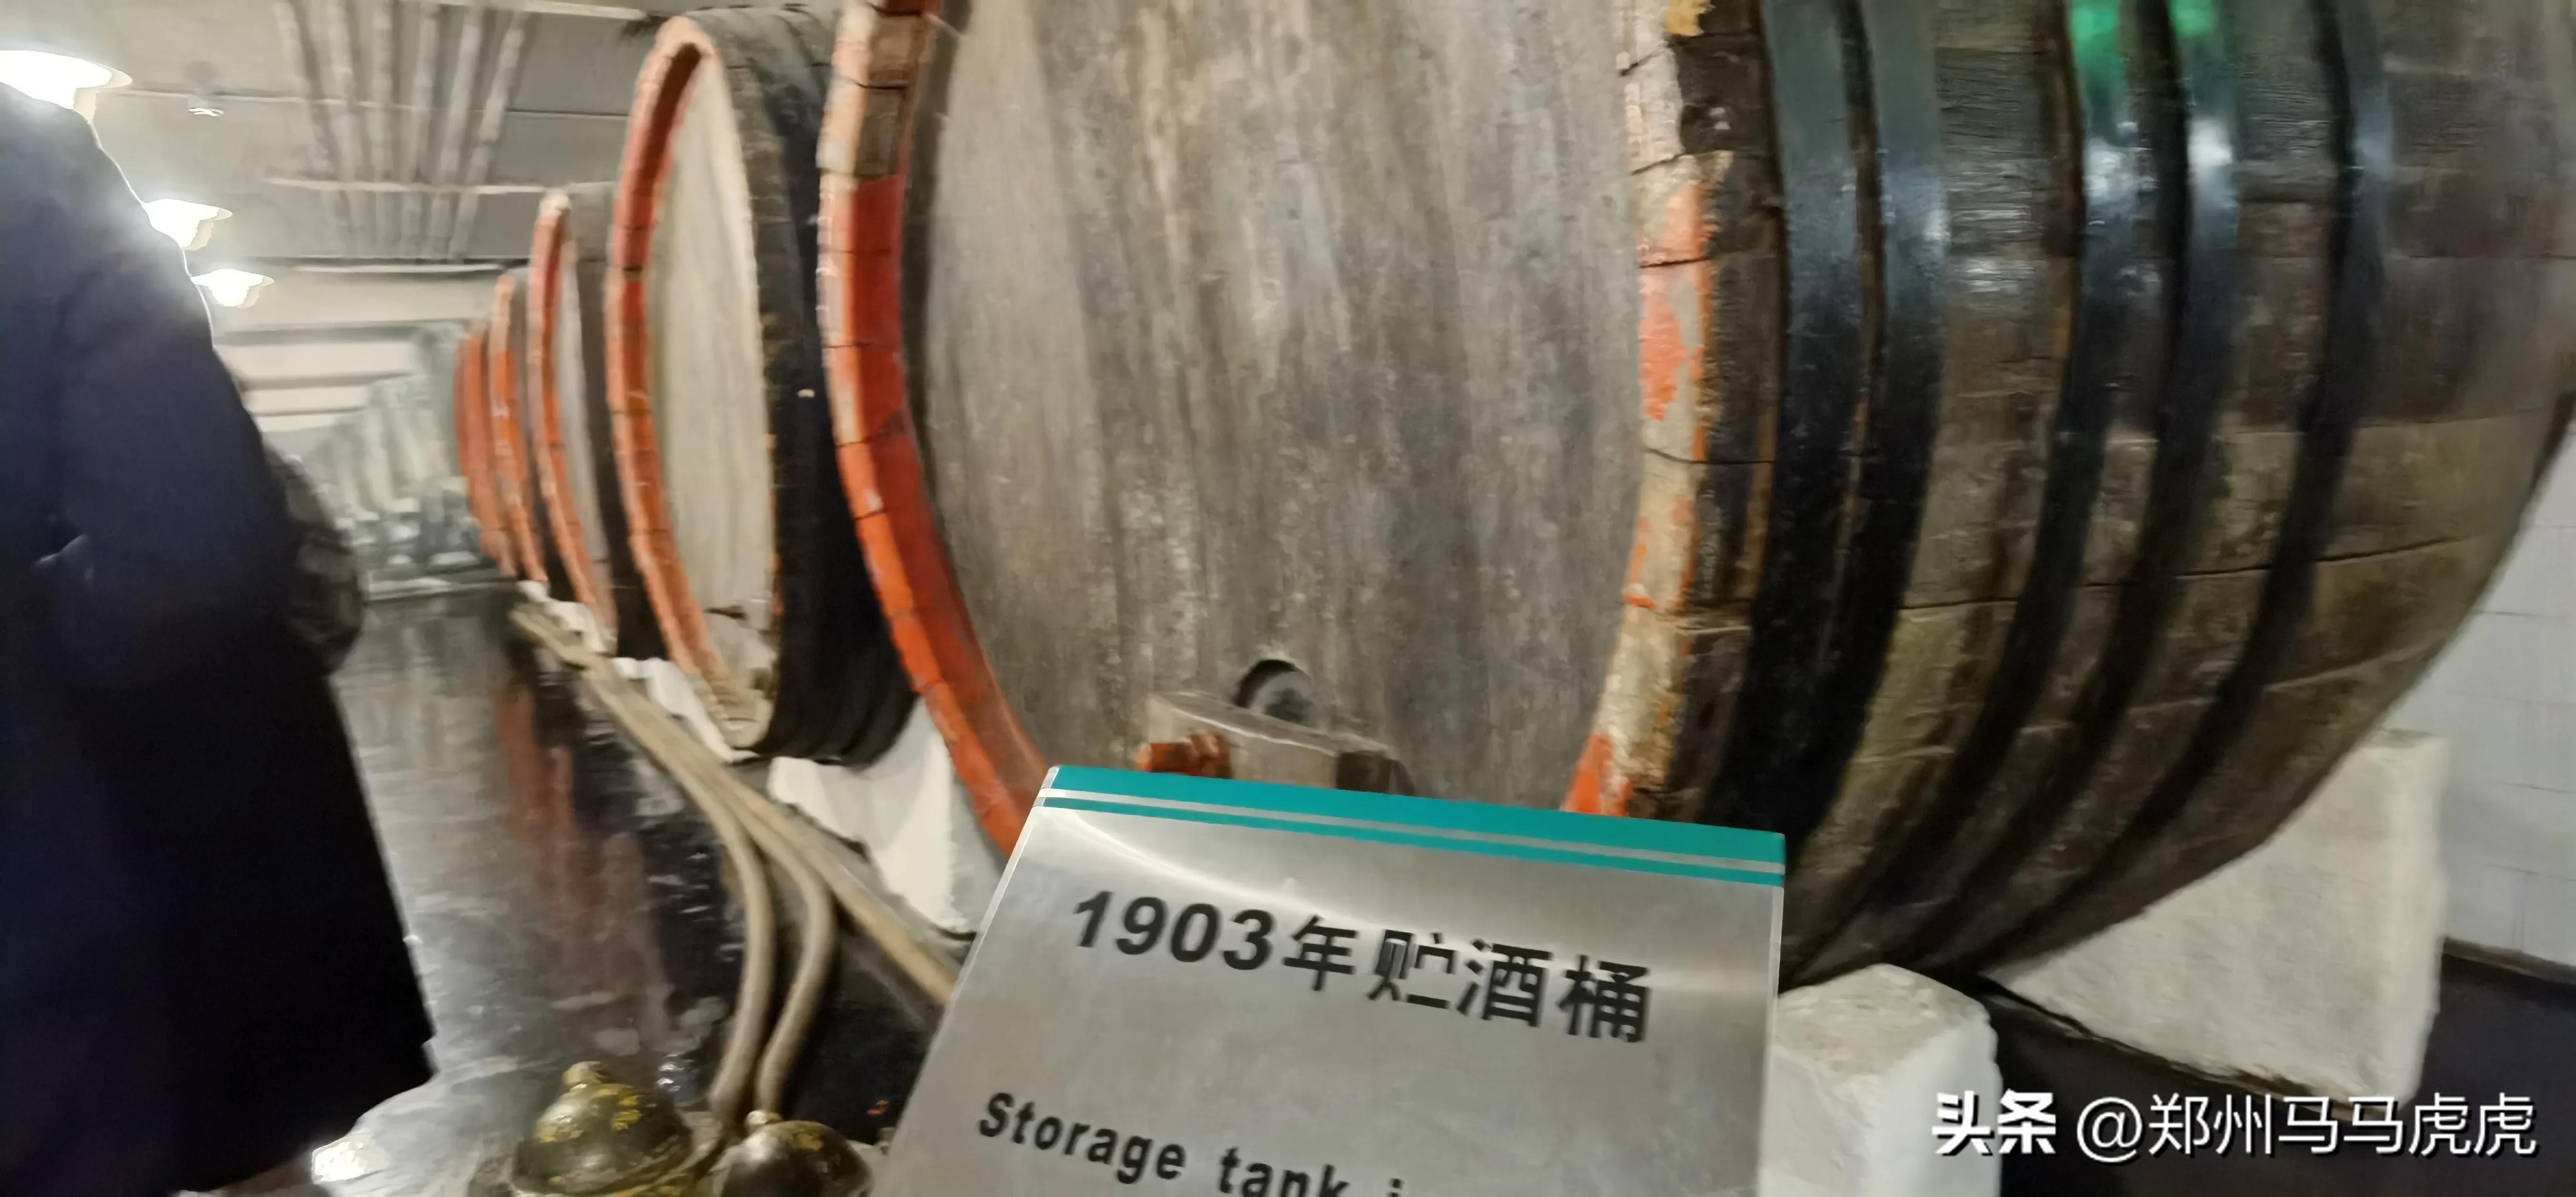 1903年贮酒桶
Storage tank i
头条 @郑州马马虎虎